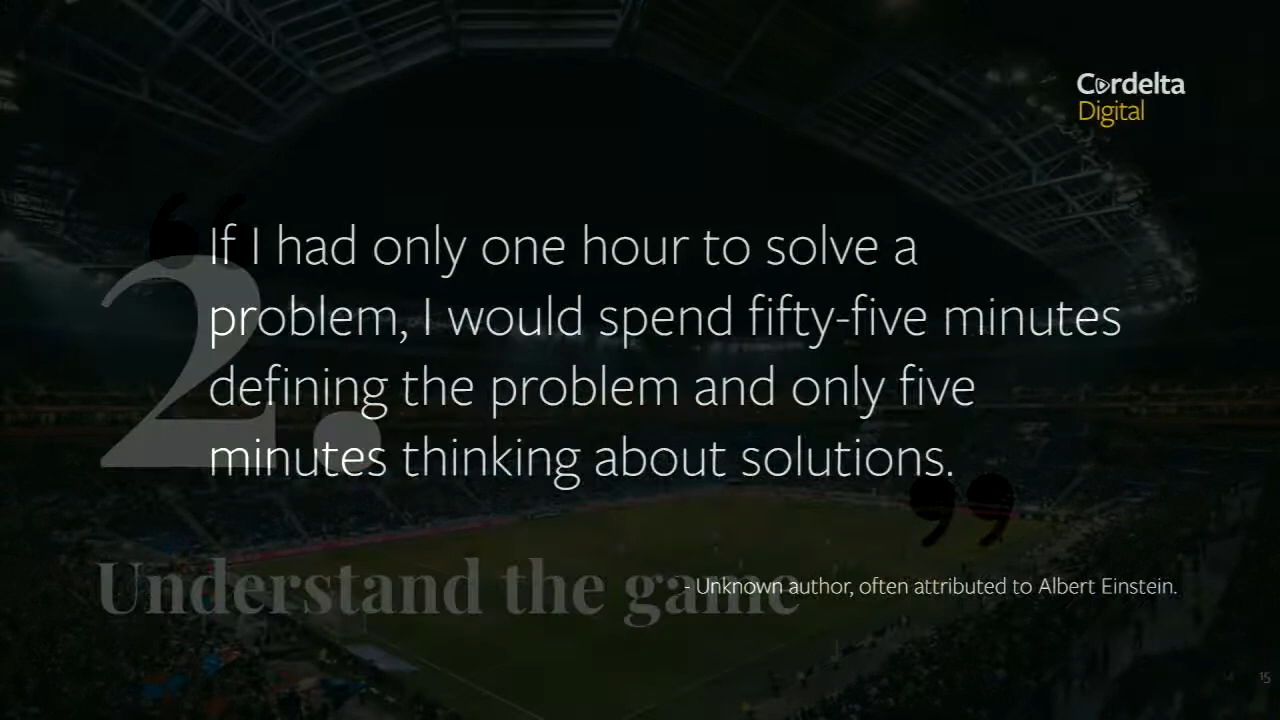 Cordelta
Digital
“
If I had only one hour to solve a
problem, I would spend fifty-five minutes
defining the problem and only five
minutes thinking about solutions.
”
2.
Understand the game
- Unknown author, often attributed to Albert Einstein.
15